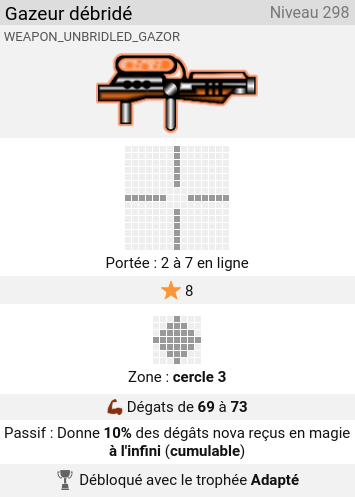 Gazeur débridé Niveau 298
WEAPON_UNBRIDLED_GAZOR
Portée : 2 à 7 en ligne
8
Zone : cercle 3
Dégats de 69 à 73
Passif : Donne 10% des dégâts nova reçus en magie
à l'infini (cumulable)
Débloqué avec le trophée Adapté